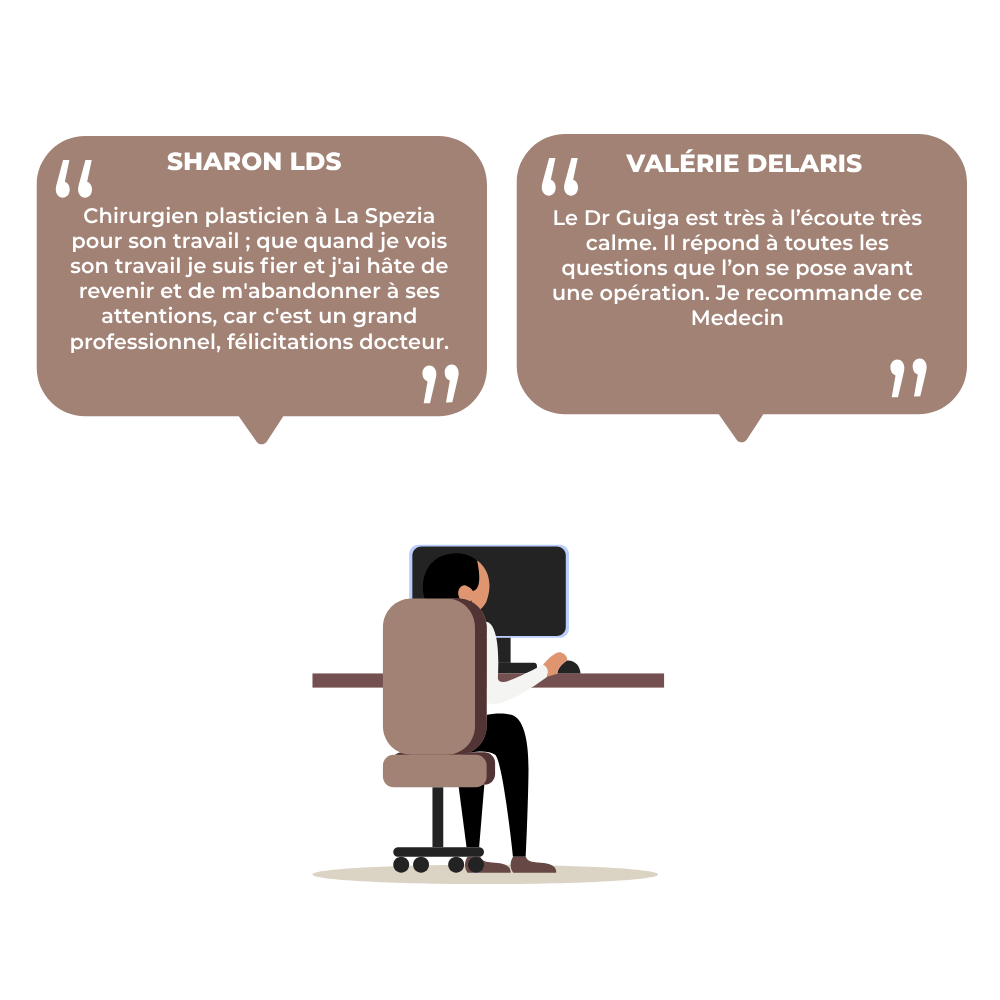 SHARON LDS
Chirurgien plasticien à La Spezia
pour son travail ; que quand je vois
son travail je suis fier et j'ai hâte de
revenir et de m'abandonner à ses
attentions, car c'est un grand
professionnel, félicitations docteur.
VALÉRIE DELARIS
Le Dr Guiga est très à l’écoute très
calme. Il répond à toutes les
questions que l’on se pose avant
une opération. Je recommande ce
Medecin